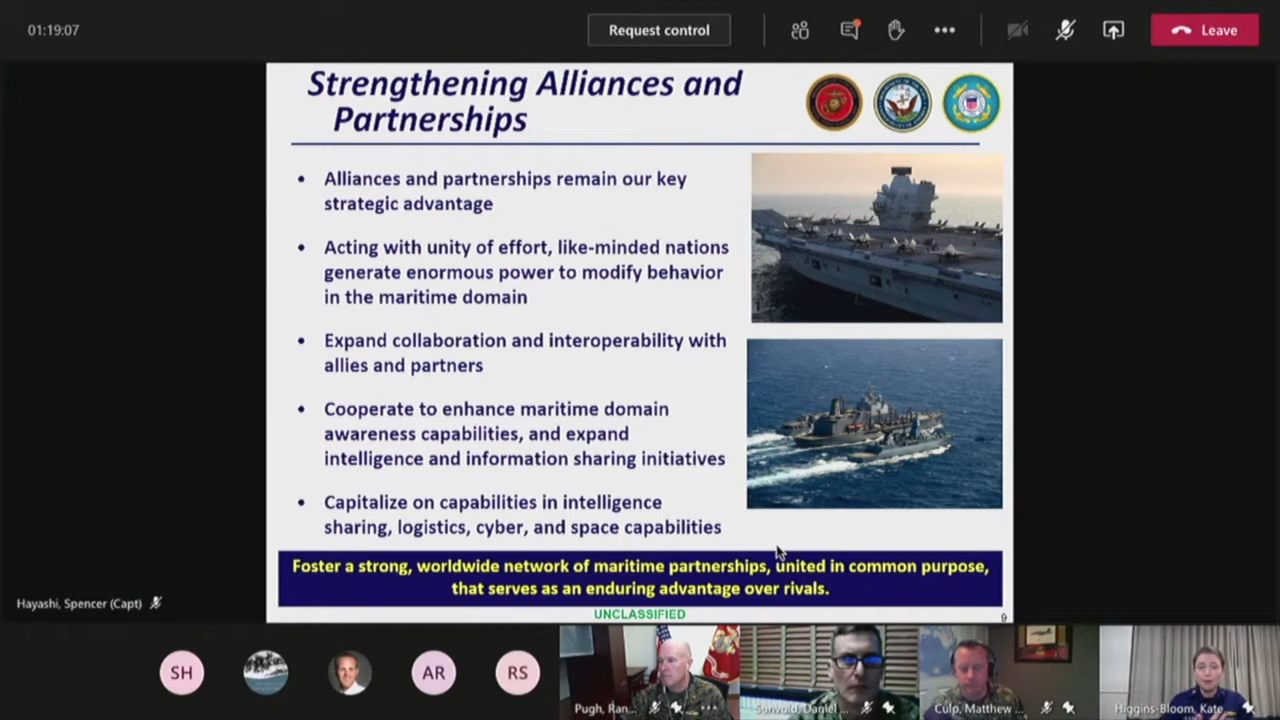 01:19:07
Request control
Leave
Strengthening Alliances and
Partnerships
• Alliances and partnerships remain our key
strategic advantage
• Acting with unity of effort, like-minded nations
generate enormous power to modify behavior
in the maritime domain
• Expand collaboration and interoperability with
allies and partners
• Cooperate to enhance maritime domain
awareness capabilities, and expand
intelligence and information sharing initiatives
• Capitalize on capabilities in intelligence
sharing, logistics, cyber, and space capabilities
Foster a strong, worldwide network of maritime partnerships, united in common purpose,
that serves as an enduring advantage over rivals.
UNCLASSIFIED
9
Hayashi, Spencer (Capt)
SH
AR
RS
Pugh, Ran...
Sunvold, Daniel ...
Culp, Matthew ...
Higgins-Bloom, Kate...